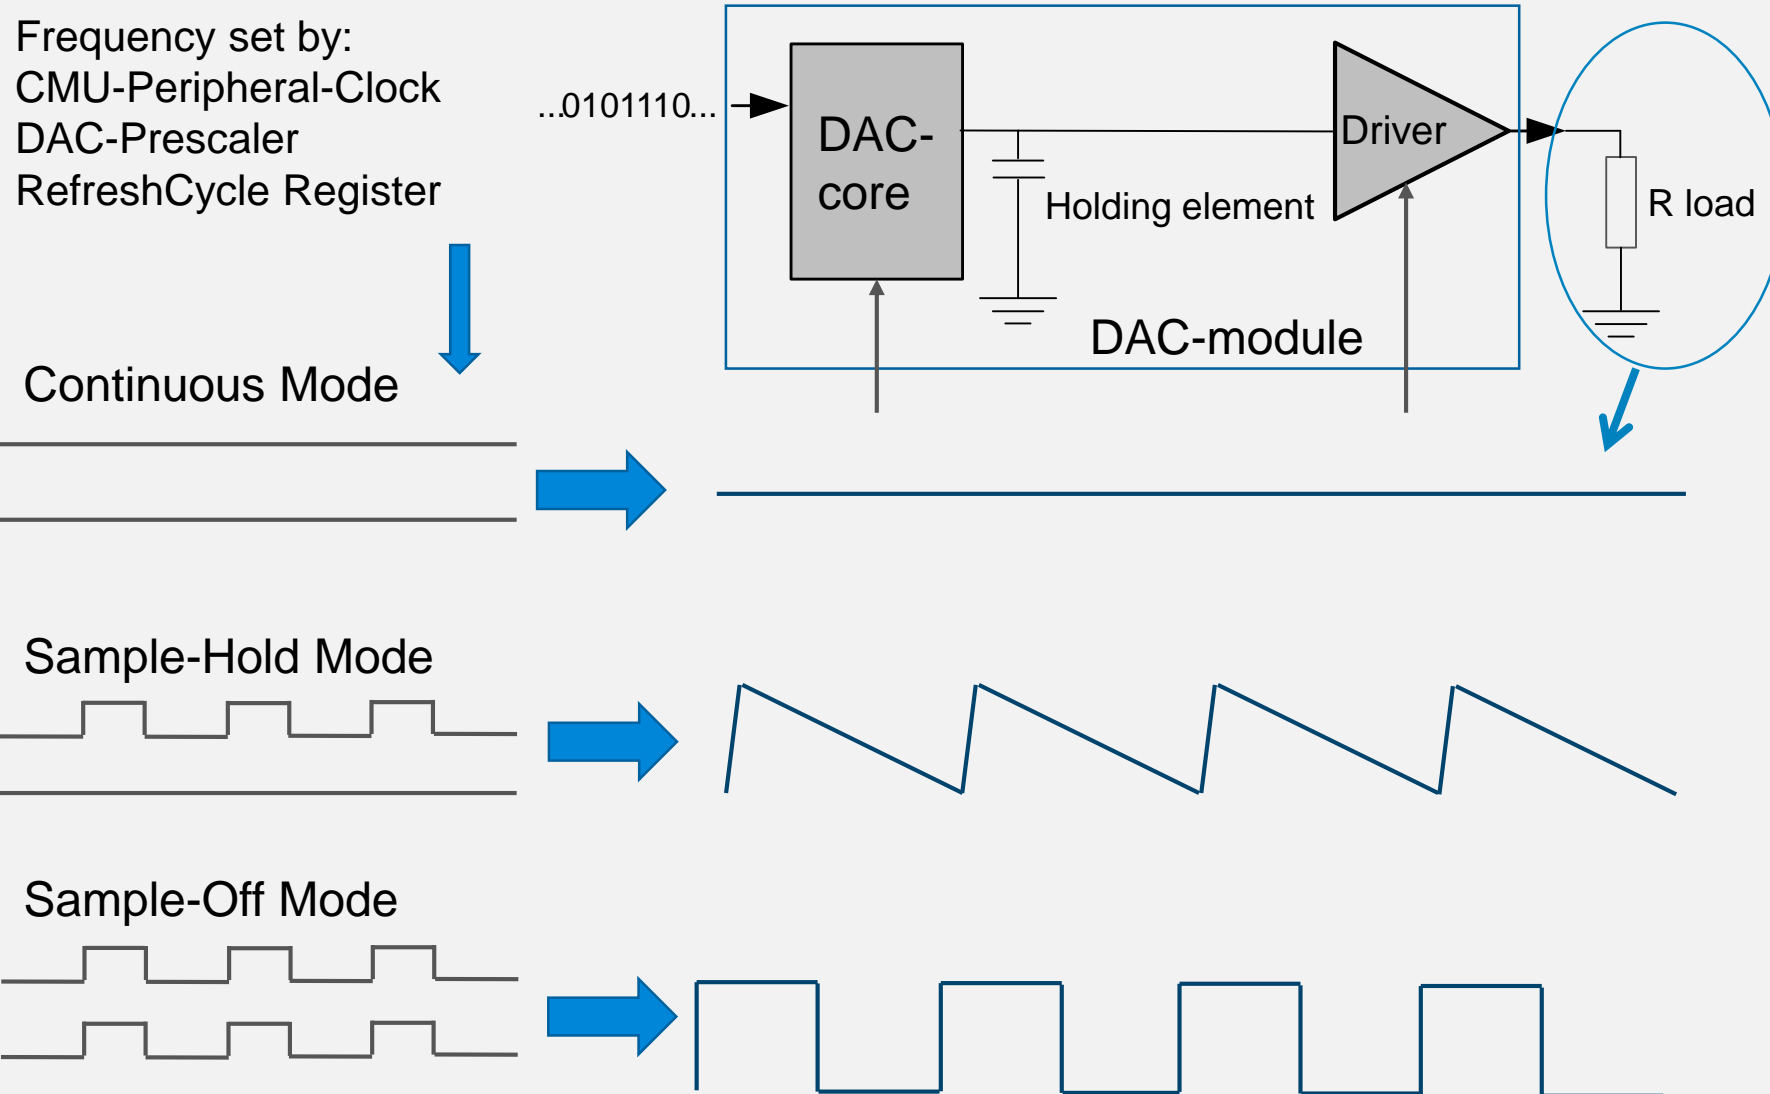 Frequency set by:
CMU-Peripheral-Clock
DAC-Prescaler
RefreshCycle Register
...0101110...
DAC-
core
Holding element
Driver
R load
DAC-module
Continuous Mode
Sample-Hold Mode
Sample-Off Mode